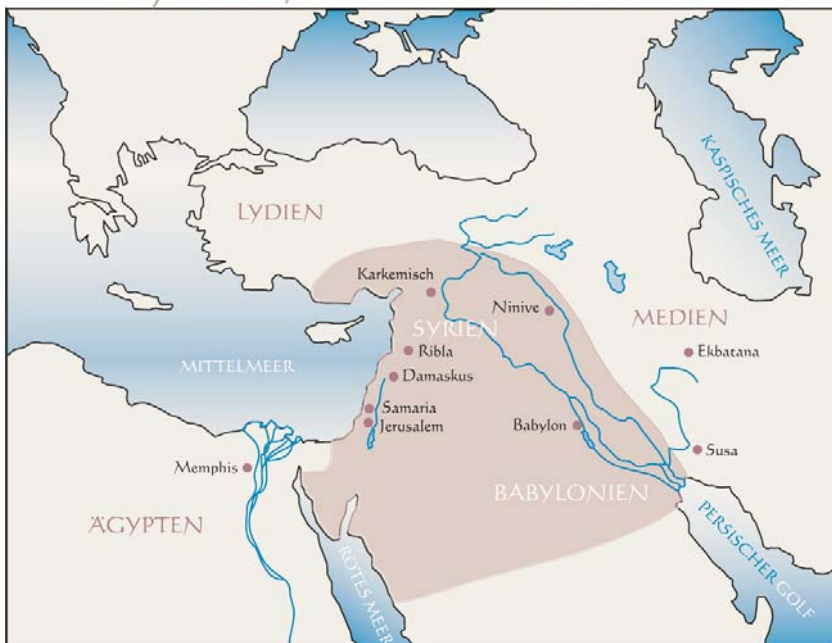 KASPISCHES MEER
LYDIEN
Karkemisch
Ninive
SYRIEN
MEDIEN
Ribla
Ekbatana
MITTELMEER
Damaskus
Samaria
Jerusalem
Babylon
Susa
Memphis
BABYLONIEN
ÄGYPTEN
PERSISCHER GOLF
ROTES MEER